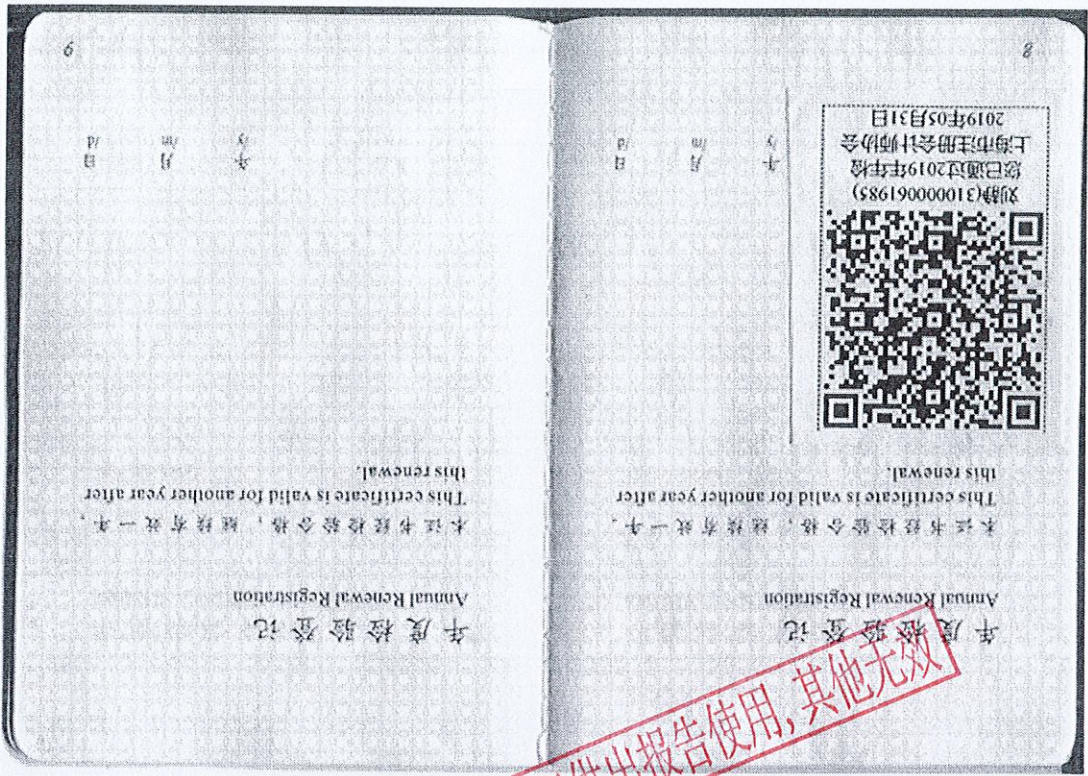 年度检验登记
Annual Renewal Registration
本证书经检验合格，继续有效一年。
This certificate is valid for another year after
this renewal.
刘静(310000061985)
您已通过2019年年检
上海市注册会计师协会
2019年05月31日
年 月 日
/y /m /d
8
年度检验登记
Annual Renewal Registration
本证书经检验合格，继续有效一年。
This certificate is valid for another year after
this renewal.
年 月 日
/y /m /d
9
供出报告使用,其他无效